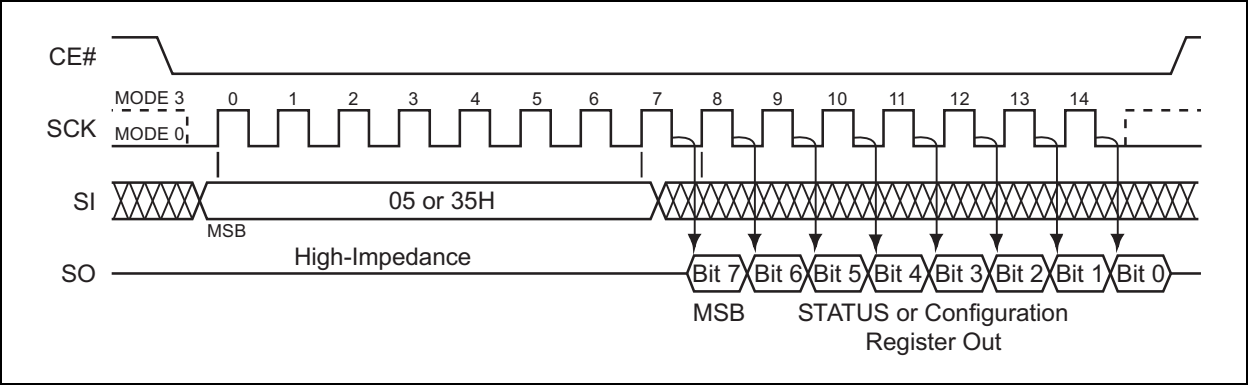 CE#
MODE 3 0 1 2 3 4 5 6 7 8 9 10 11 12 13 14
SCK
MODE 0
SI 05 or 35H
MSB
High-Impedance
SO Bit 7 Bit 6 Bit 5 Bit 4 Bit 3 Bit 2 Bit 1 Bit 0
MSB STATUS or Configuration
Register Out